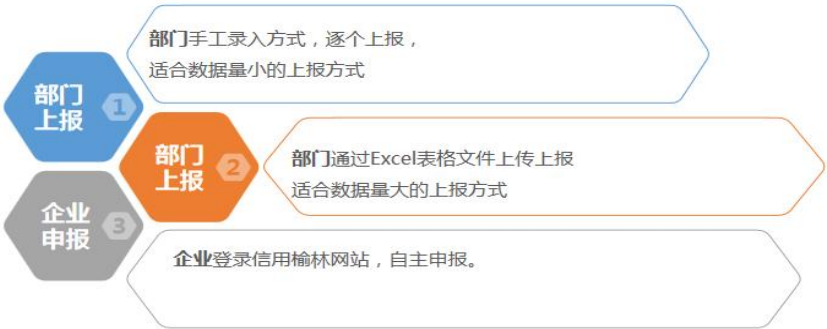 部门手工录入方式，逐个上报，
适合数据量小的上报方式
部门
上报
1
部门
上报
2
部门通过Excel表格文件上传上报
适合数据量大的上报方式
企业
申报
3
企业登录信用榆林网站，自主申报。